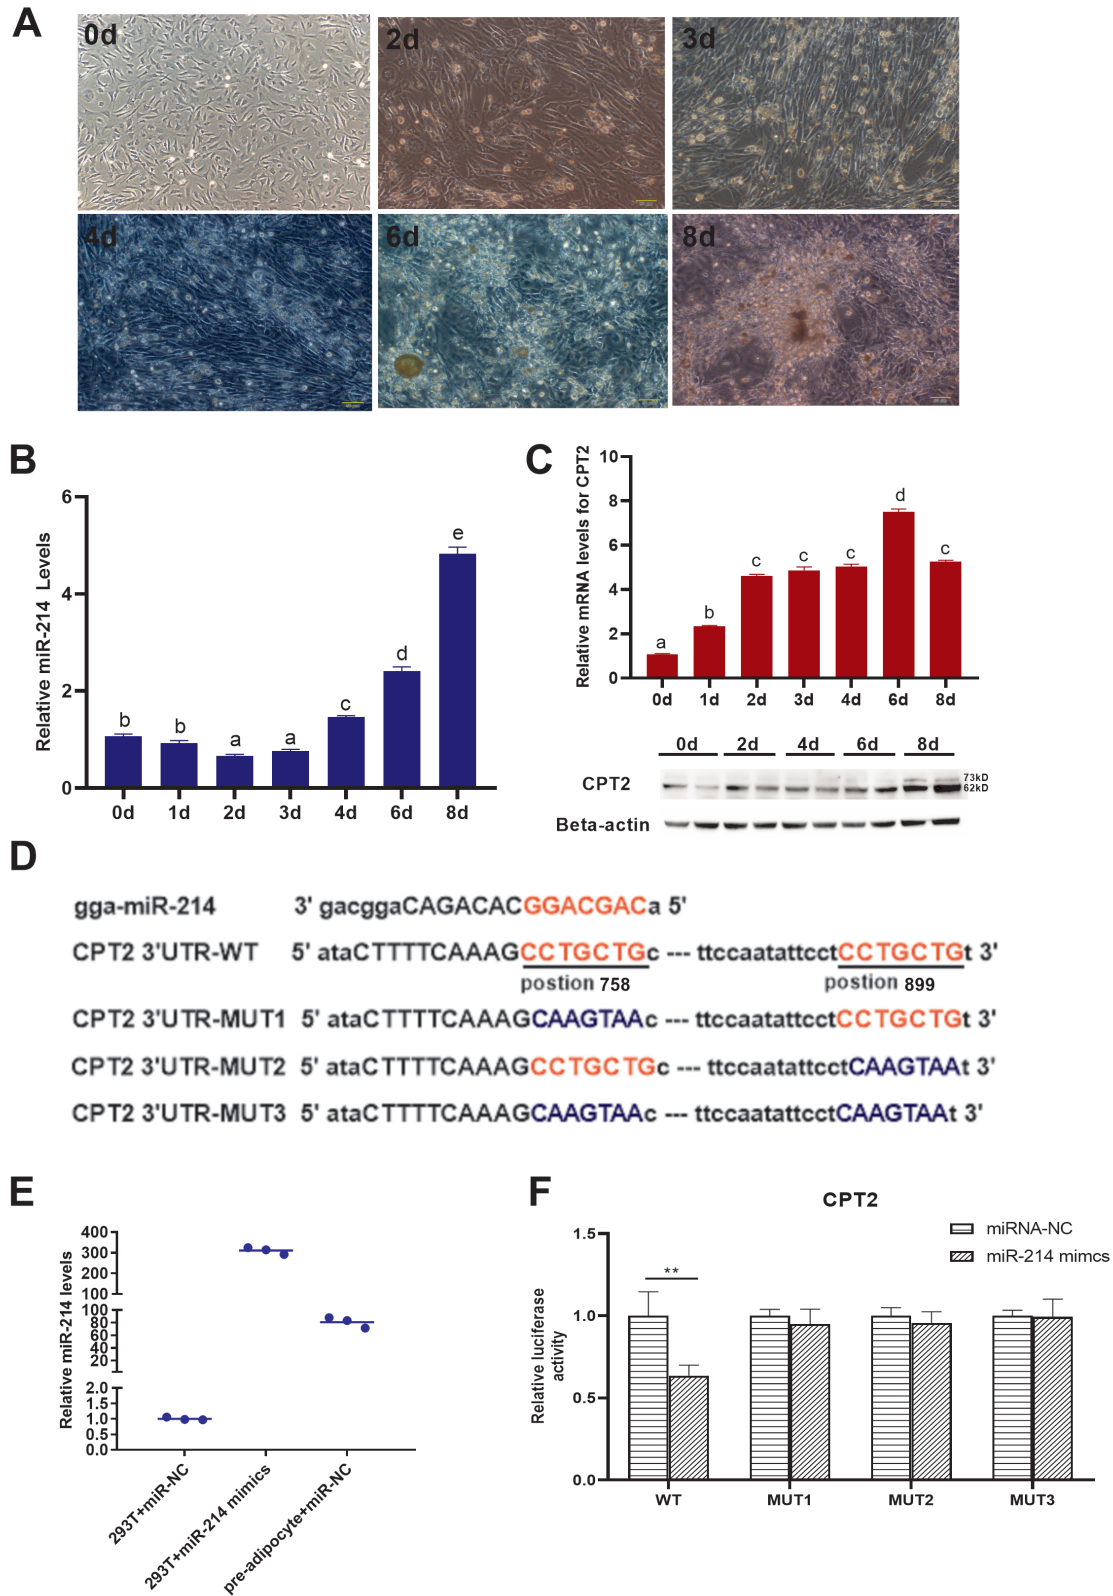 A
0d
2d
3d
4d
6d
8d
B
Relative miR-214 Levels
6
4
2
0
b
b
a
a
c
d
e
0d 1d 2d 3d 4d 6d 8d
C
Relative mRNA levels for CPT2
10
8
6
4
2
0
a
b
c
c
c
d
c
0d 1d 2d 3d 4d 6d 8d
0d 2d 4d 6d 8d
CPT2
73kD
62kD
Beta-actin
D
gga-miR-214 3' gacggaCAGACACGGACGACa 5'
CPT2 3'UTR-WT 5' ataCTTTTCAAAGCCTGCTGc --- ttccaatattcctCCTGCTGt 3'
postion 758 postion 899
CPT2 3'UTR-MUT1 5' ataCTTTTCAAAGCAAGTAAc --- ttccaatattcctCCTGCTGt 3'
CPT2 3'UTR-MUT2 5' ataCTTTTCAAAGCCTGCTGc --- ttccaatattcctCAAGTAAt 3'
CPT2 3'UTR-MUT3 5' ataCTTTTCAAAGCAAGTAAc --- ttccaatattcctCAAGTAAt 3'
E
Relative miR-214 levels
400
300
200
100
100
80
60
40
20
2.0
1.5
1.0
0.5
0.0
293T+miR-NC
293T+miR-214 mimics
pre-adipocyte+miR-NC
F
CPT2
miRNA-NC
miR-214 mimcs
Relative luciferase
activity
1.5
1.0
0.5
0.0
**
WT MUT1 MUT2 MUT3